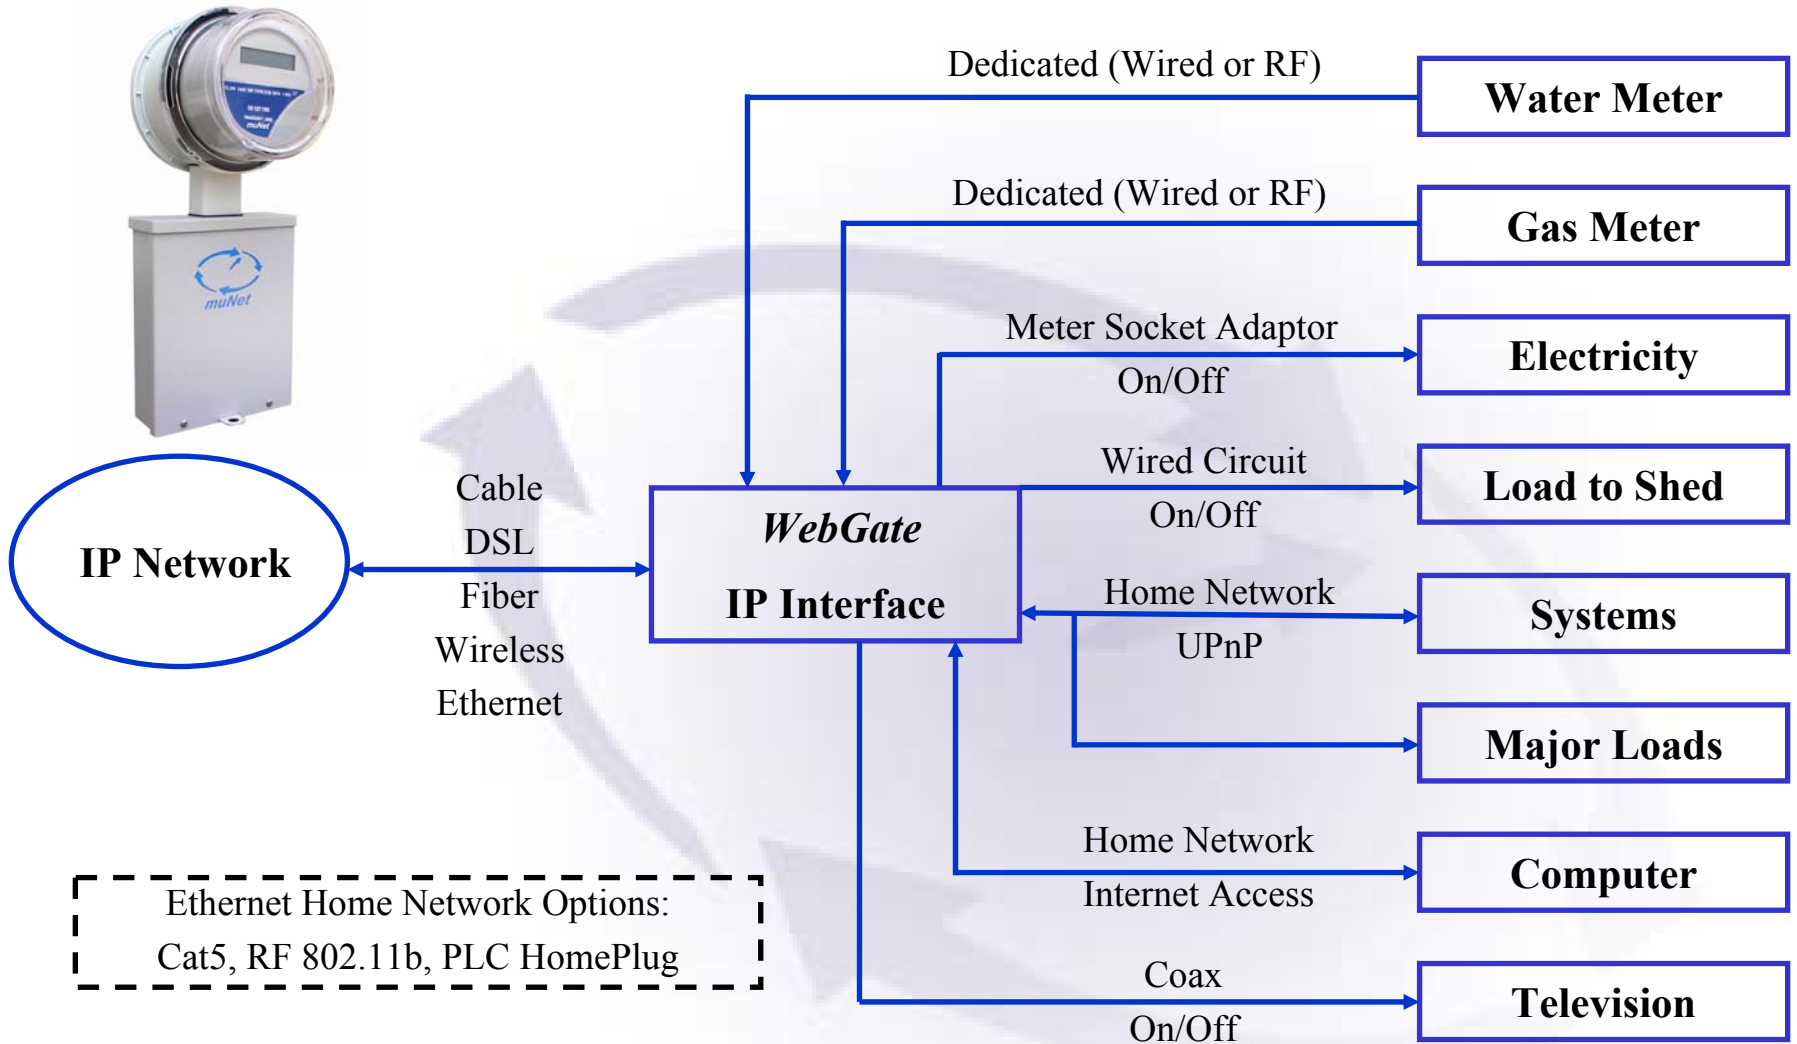 muNet
muNet
Dedicated (Wired or RF)
Water Meter
Dedicated (Wired or RF)
Gas Meter
Meter Socket Adaptor
On/Off
Electricity
Wired Circuit
On/Off
Load to Shed
Cable
DSL
Fiber
Wireless
Ethernet
IP Network
WebGate
IP Interface
Home Network
UPnP
Systems
Major Loads
Home Network
Internet Access
Computer
Ethernet Home Network Options:
Cat5, RF 802.11b, PLC HomePlug
Coax
On/Off
Television